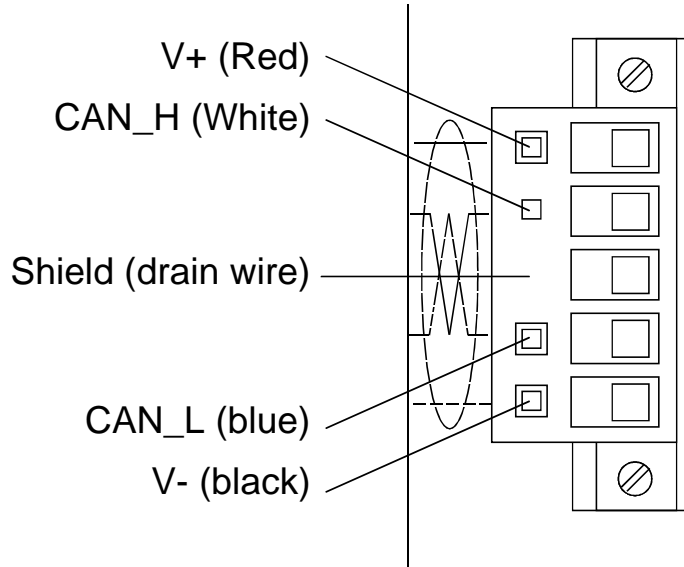 V+ (Red)
CAN_H (White)
Shield (drain wire)
CAN_L (blue)
V- (black)